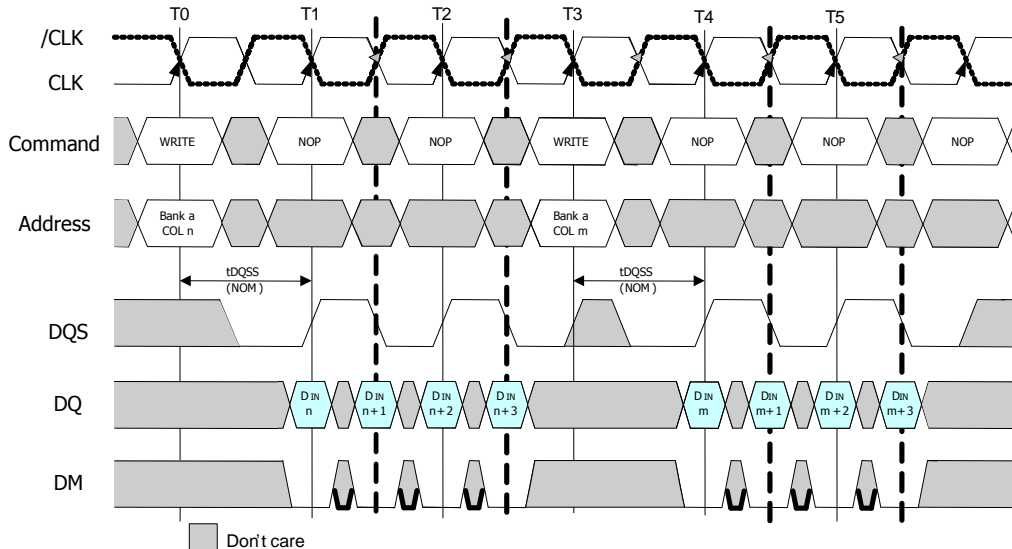 T0 T1 T2 T3 T4 T5
/CLK
CLK
Command WRITE NOP NOP WRITE NOP NOP NOP
Address Bank a COL n Bank a COL m
tDQSS (NOM) tDQSS (NOM)
DQS
DQ DIN n DIN n+1 DIN n+2 DIN n+3 DIN m DIN m+1 DIN m+2 DIN m+3
DM
Don't care